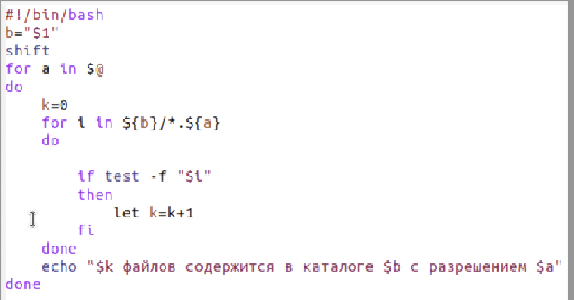 #!/bin/bash
b="$1"
shift
for a in $@
do
    k=0
    for i in ${b}/*.${a}
    do
        if test -f "$i"
        then
            let k=k+1
        fi
    done
    echo "$k файлов содержится в каталоге $b с разрешением $a"
done